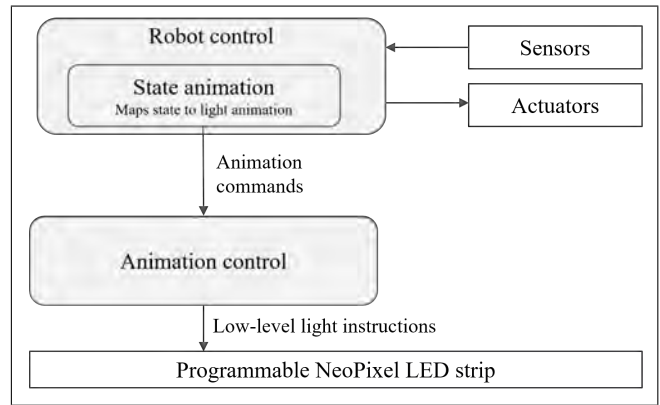 Robot control
Sensors
State animation
Maps state to light animation
Actuators
Animation
commands
Animation control
Low-level light instructions
Programmable NeoPixel LED strip